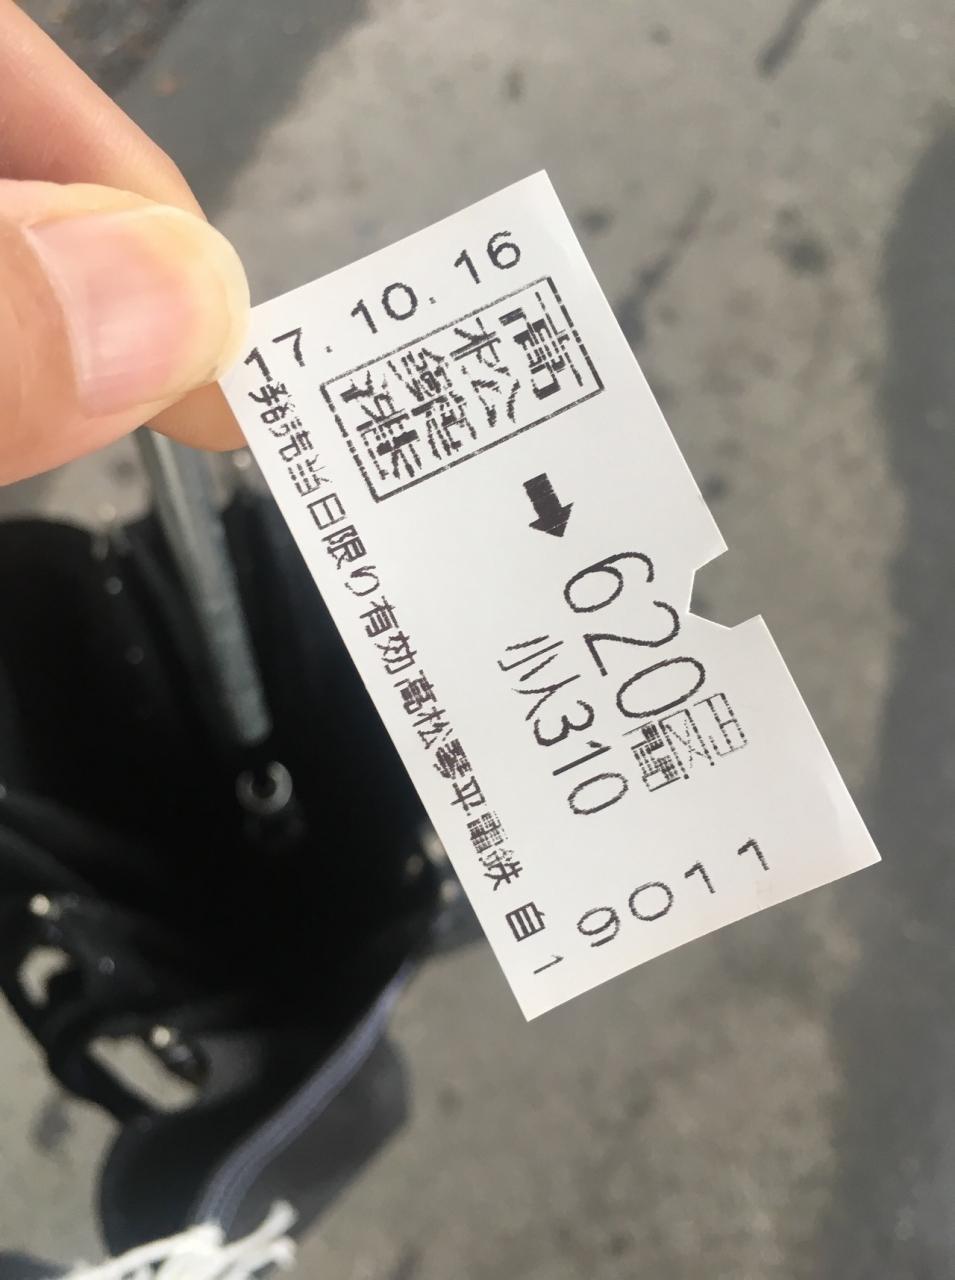 17.10.16
高松築港
➡ 620円区間
小人310
9011
発売当日限り有効高松琴平電鉄 自1